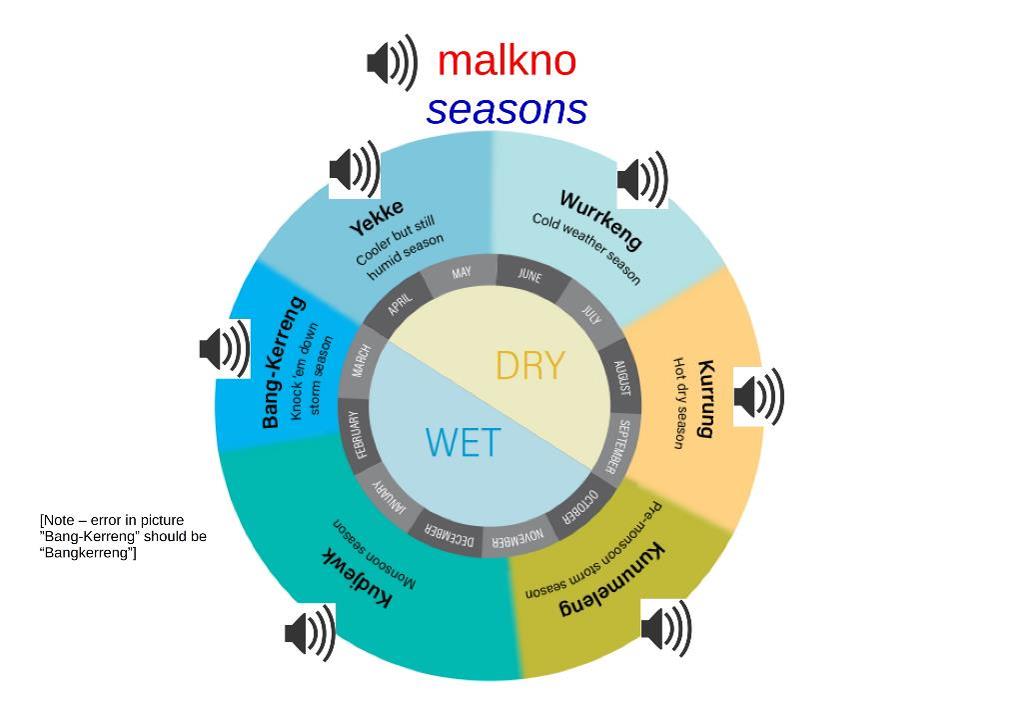 malkno
seasons
Yekke
Cooler but still
humid season
Wurrkeng
Cold weather season
Kurrung
Hot dry season
Kunumeleng
Pre-monsoon storm season
Kudjewk
Monsoon season
Bang-Kerreng
Knock 'em down
storm season
MAY
JUNE
JULY
AUGUST
SEPTEMBER
OCTOBER
NOVEMBER
DECEMBER
JANUARY
FEBRUARY
MARCH
APRIL
DRY
WET
[Note – error in picture
”Bang-Kerreng” should be
“Bangkerreng”]